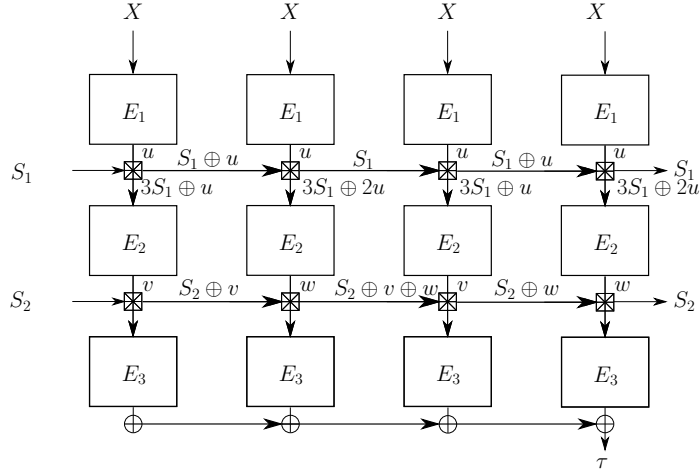 X X X X
E₁ E₁ E₁ E₁
u u u u
S₁ S₁ ⊕ u S₁ S₁ ⊕ u S₁
3S₁ ⊕ u 3S₁ ⊕ 2u 3S₁ ⊕ u 3S₁ ⊕ 2u
E₂ E₂ E₂ E₂
v w v w
S₂ S₂ ⊕ v S₂ ⊕ v ⊕ w S₂ ⊕ w S₂
E₃ E₃ E₃ E₃
τ